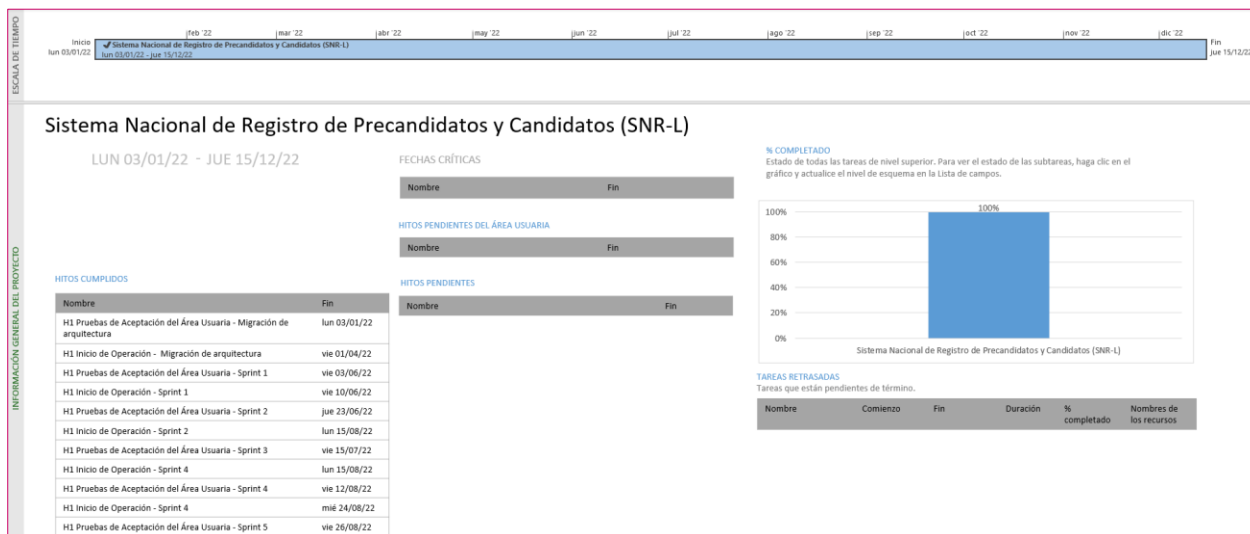 ESCALA DE TIEMPO
feb '22 mar '22 abr '22 may '22 jun '22 jul '22 ago '22 sep '22 oct '22 nov '22 dic '22
Inicio
lun 03/01/22
Sistema Nacional de Registro de Precandidatos y Candidatos (SNR-L)
lun 03/01/22 - jue 15/12/22
Fin
jue 15/12/22
INFORMACIÓN GENERAL DEL PROYECTO
Sistema Nacional de Registro de Precandidatos y Candidatos (SNR-L)
LUN 03/01/22 - JUE 15/12/22
HITOS CUMPLIDOS
Nombre Fin
H1 Pruebas de Aceptación del Área Usuaria - Migración de lun 03/01/22
arquitectura
H1 Inicio de Operación - Migración de arquitectura vie 01/04/22
H1 Pruebas de Aceptación del Área Usuaria - Sprint 1 vie 03/06/22
H1 Inicio de Operación - Sprint 1 vie 10/06/22
H1 Pruebas de Aceptación del Área Usuaria - Sprint 2 jue 23/06/22
H1 Inicio de Operación - Sprint 2 lun 15/08/22
H1 Pruebas de Aceptación del Área Usuaria - Sprint 3 vie 15/07/22
H1 Inicio de Operación - Sprint 4 lun 15/08/22
H1 Pruebas de Aceptación del Área Usuaria - Sprint 4 vie 12/08/22
H1 Inicio de Operación - Sprint 4 mié 24/08/22
H1 Pruebas de Aceptación del Área Usuaria - Sprint 5 vie 26/08/22
FECHAS CRÍTICAS
Nombre Fin
HITOS PENDIENTES DEL ÁREA USUARIA
Nombre Fin
HITOS PENDIENTES
Nombre Fin
% COMPLETADO
Estado de todas las tareas de nivel superior. Para ver el estado de las subtareas, haga clic en el
gráfico y actualice el nivel de esquema en la Lista de campos.
100%
100%
80%
60%
40%
20%
0%
Sistema Nacional de Registro de Precandidatos y Candidatos (SNR-L)
TAREAS RETRASADAS
Tareas que están pendientes de término.
Nombre Comienzo Fin Duración % Nombres de
completado los recursos